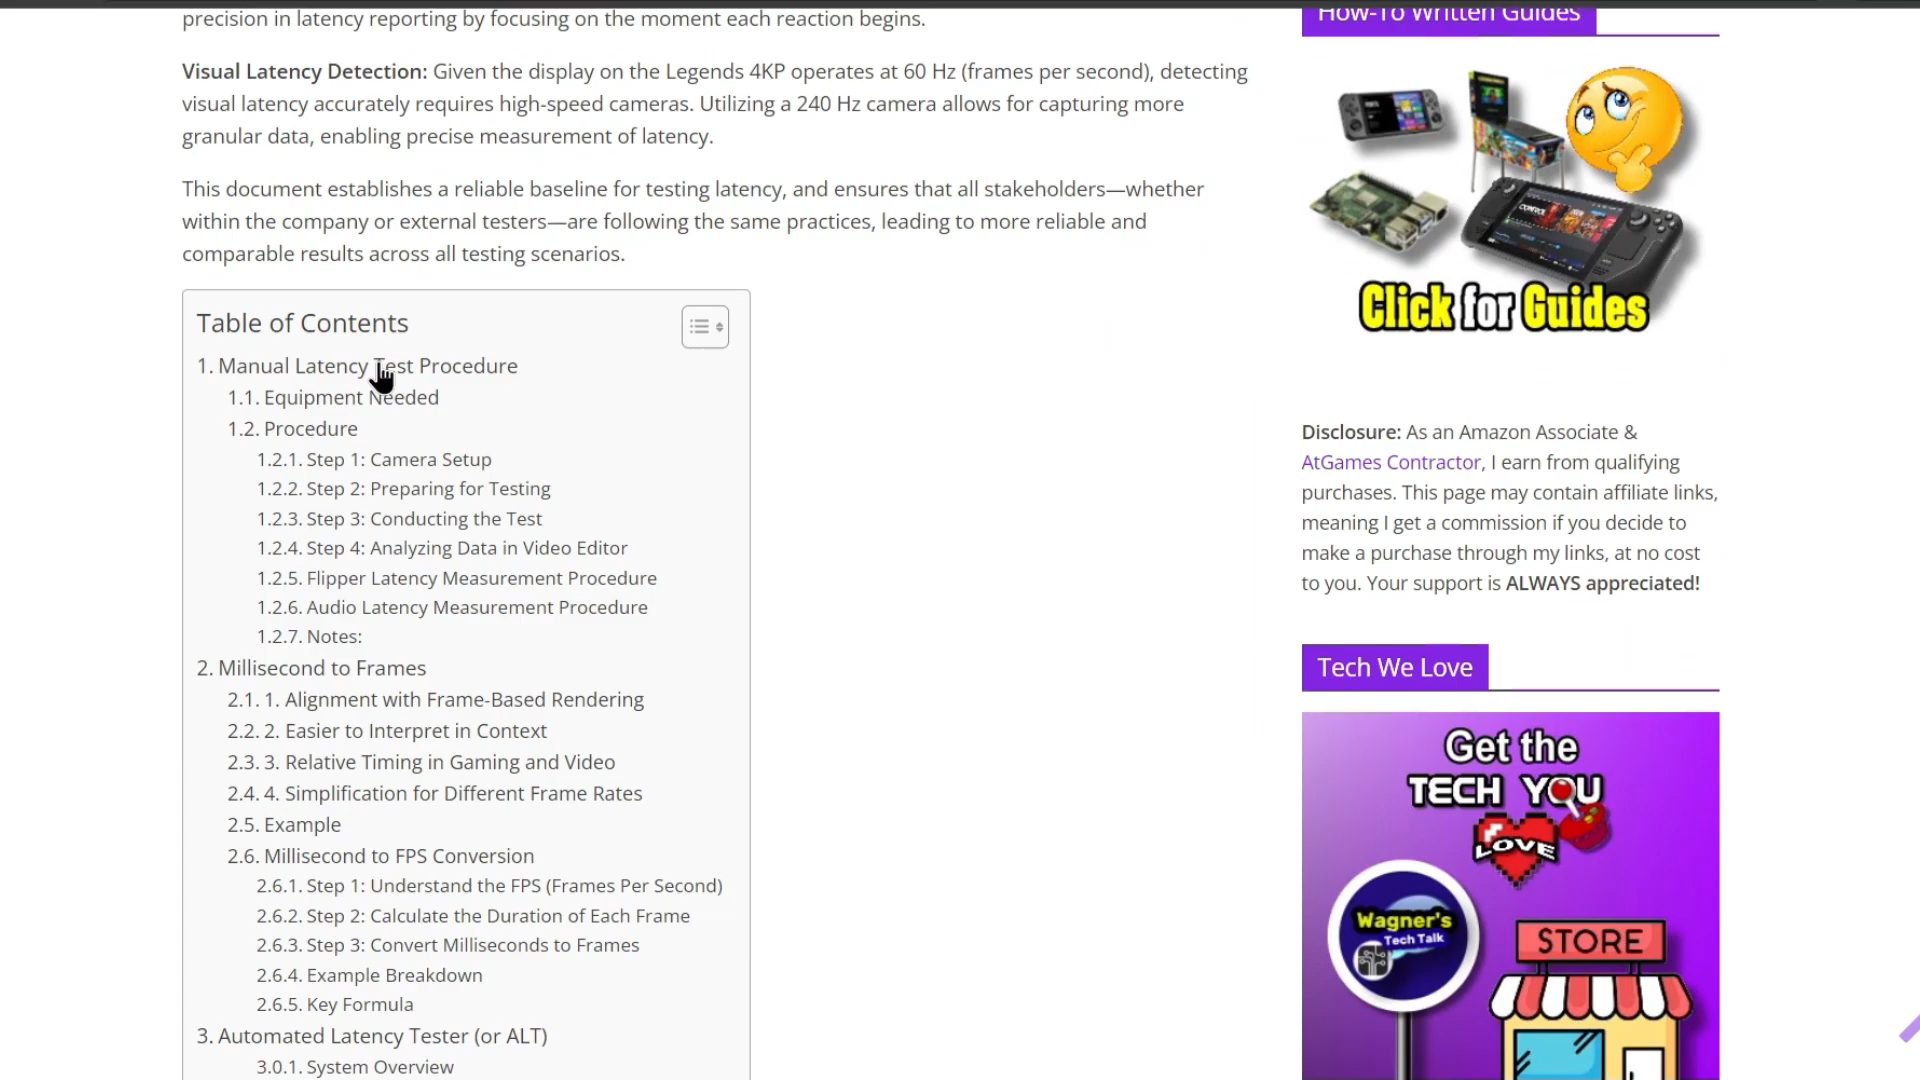 precision in latency reporting by focusing on the moment each reaction begins.
Visual Latency Detection: Given the display on the Legends 4KP operates at 60 Hz (frames per second), detecting
visual latency accurately requires high-speed cameras. Utilizing a 240 Hz camera allows for capturing more
granular data, enabling precise measurement of latency.
This document establishes a reliable baseline for testing latency, and ensures that all stakeholders—whether
within the company or external testers—are following the same practices, leading to more reliable and
comparable results across all testing scenarios.
Table of Contents
1. Manual Latency Test Procedure
1.1. Equipment Needed
1.2. Procedure
1.2.1. Step 1: Camera Setup
1.2.2. Step 2: Preparing for Testing
1.2.3. Step 3: Conducting the Test
1.2.4. Step 4: Analyzing Data in Video Editor
1.2.5. Flipper Latency Measurement Procedure
1.2.6. Audio Latency Measurement Procedure
1.2.7. Notes:
2. Millisecond to Frames
2.1. 1. Alignment with Frame-Based Rendering
2.2. 2. Easier to Interpret in Context
2.3. 3. Relative Timing in Gaming and Video
2.4. 4. Simplification for Different Frame Rates
2.5. Example
2.6. Millisecond to FPS Conversion
2.6.1. Step 1: Understand the FPS (Frames Per Second)
2.6.2. Step 2: Calculate the Duration of Each Frame
2.6.3. Step 3: Convert Milliseconds to Frames
2.6.4. Example Breakdown
2.6.5. Key Formula
3. Automated Latency Tester (or ALT)
3.0.1. System Overview
How-To Written Guides
Click for Guides
Disclosure: As an Amazon Associate &
AtGames Contractor, I earn from qualifying
purchases. This page may contain affiliate links,
meaning I get a commission if you decide to
make a purchase through my links, at no cost
to you. Your support is ALWAYS appreciated!
Tech We Love
Get the
TECH YOU
LOVE
Wagner's
Tech Talk
STORE